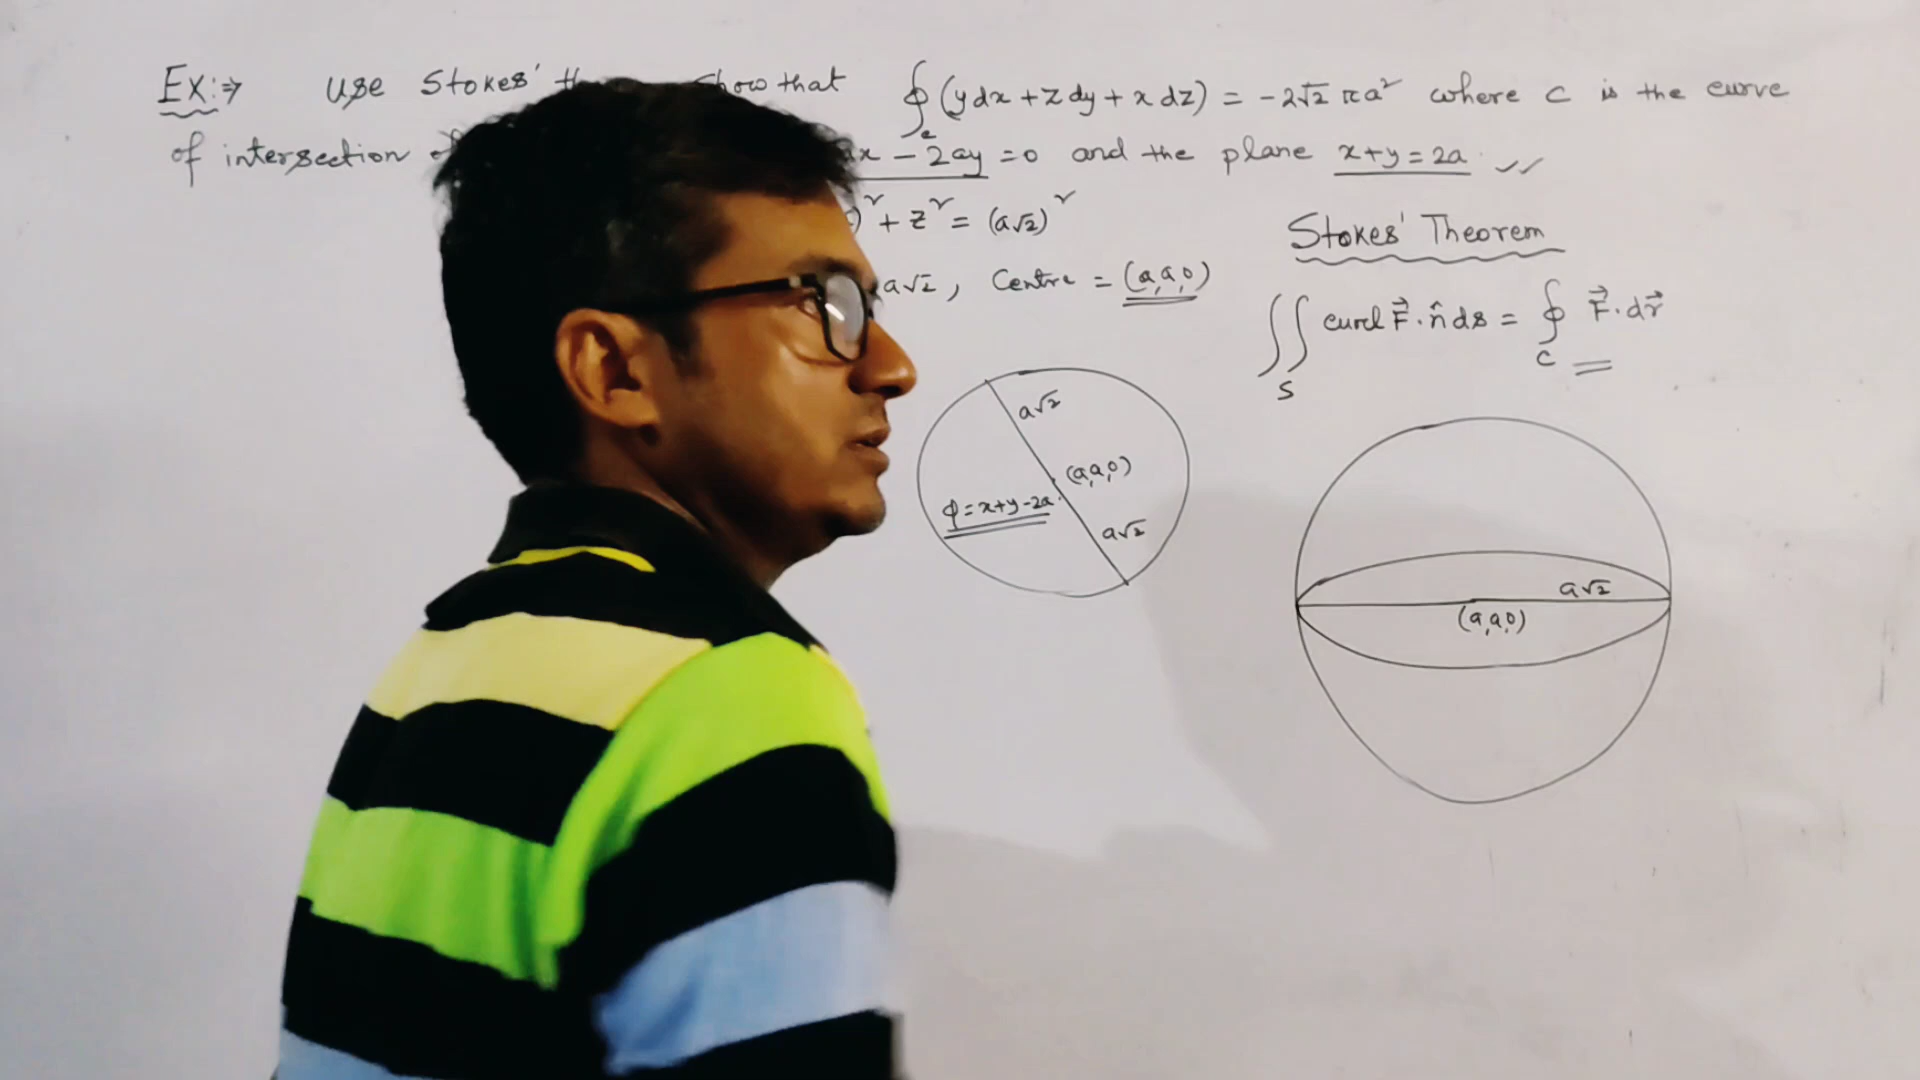 Ex:⇒ Use Stokes' show that ∮c (y dx + z dy + x dz) = -2√2 πa² where C is the curve
of intersection - 2ay = 0 and the plane x+y = 2a.
)² + z² = (a√2)²
a√2, Centre = (a,a,0)
Stokes' Theorem
∬S curl F⃗ · n̂ ds = ∮C F⃗ · dr⃗
a√2
(a,a,0)
φ = x+y-2a
a√2
a√2
(a,a,0)